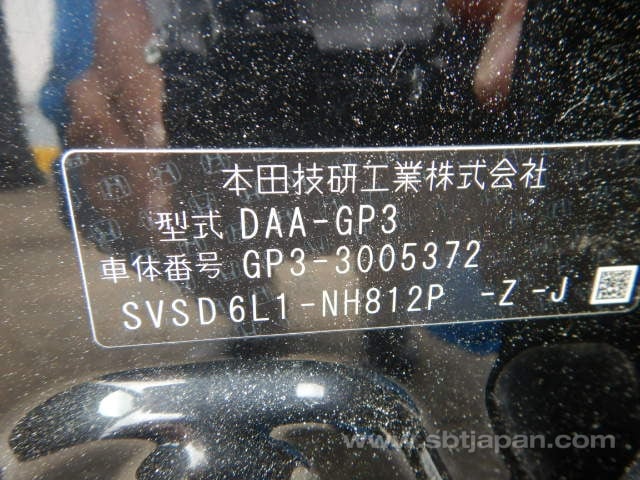 本田技研工業株式会社
型式 DAA-GP3
車体番号 GP3-3005372
SVSD6L1-NH812P -Z -J
www.sbtjapan.com